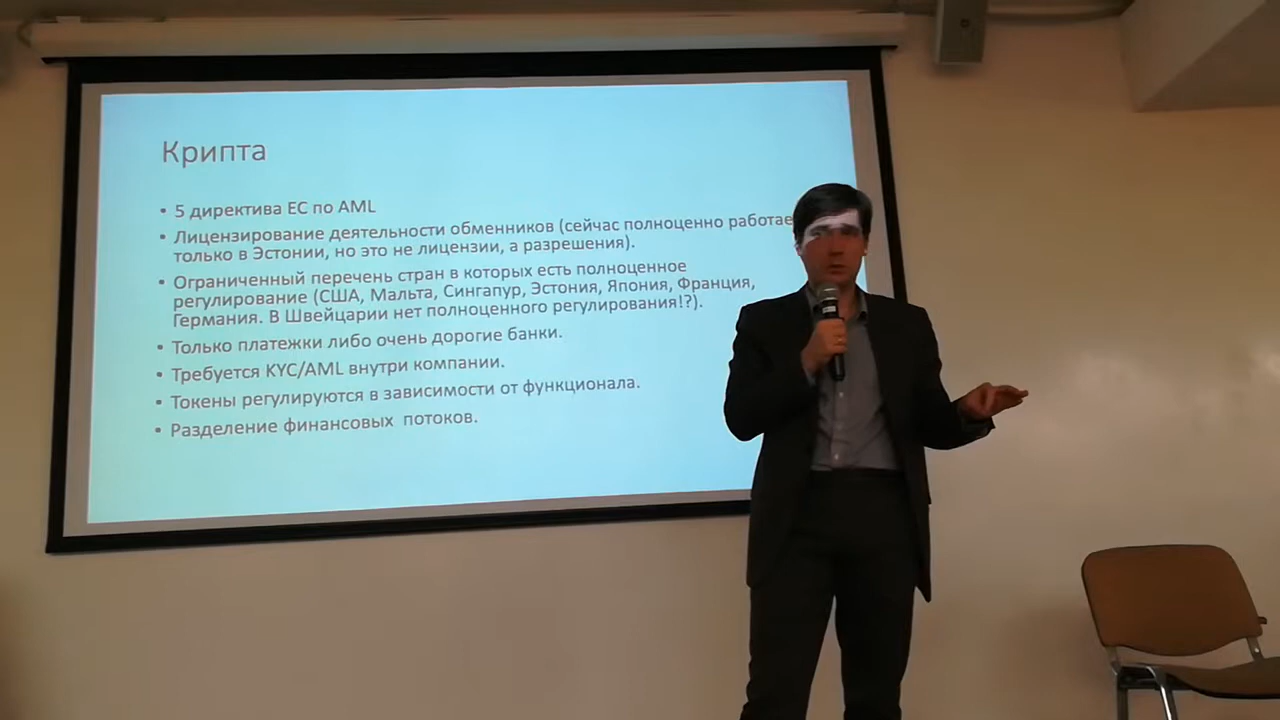 Крипта
• 5 директива ЕС по AML
• Лицензирование деятельности обменников (сейчас полноценно
только в Эстонии, но это не лицензии, а разрешения).
• Ограниченный перечень стран в которых есть полноценное
регулирование (США, Мальта, Сингапур, Эстония, Япония, Франция,
Германия. В Швейцарии нет полноценного регулирования!?).
• Только платежки либо очень дорогие банки.
• Требуется KYC/AML внутри компании.
• Токены регулируются в зависимости от функционала.
• Разделение финансовых потоков.